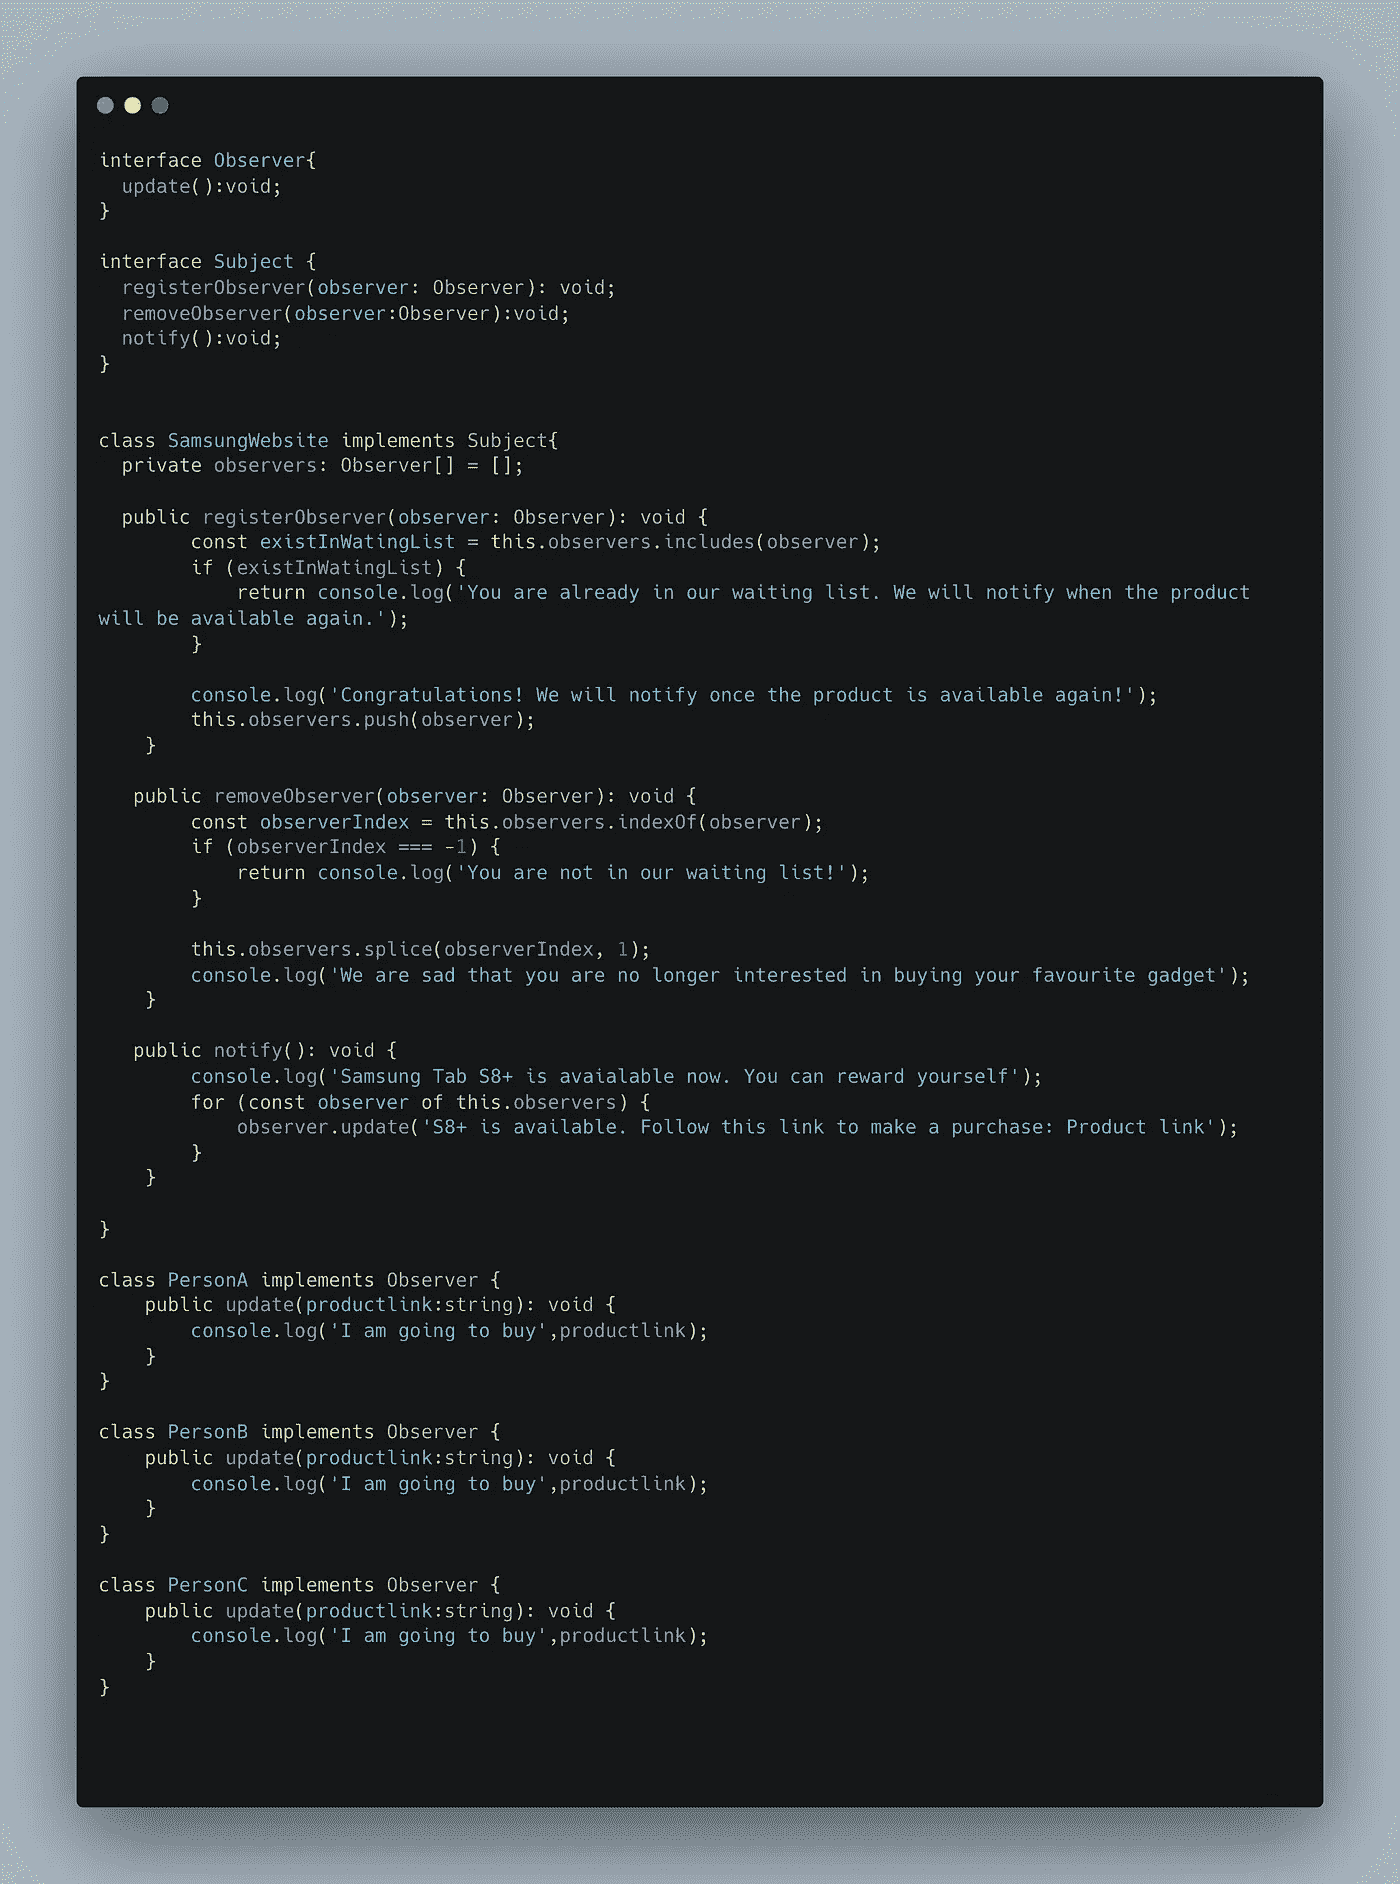 interface Observer{
  update():void;
}

interface Subject {
  registerObserver(observer: Observer): void;
  removeObserver(observer:Observer):void;
  notify():void;
}


class SamsungWebsite implements Subject{
  private observers: Observer[] = [];

  public registerObserver(observer: Observer): void {
        const existInWatingList = this.observers.includes(observer);
        if (existInWatingList) {
            return console.log('You are already in our waiting list. We will notify when the product
will be available again.');
        }

        console.log('Congratulations! We will notify once the product is available again!');
        this.observers.push(observer);
    }

   public removeObserver(observer: Observer): void {
        const observerIndex = this.observers.indexOf(observer);
        if (observerIndex === -1) {
            return console.log('You are not in our waiting list!');
        }

        this.observers.splice(observerIndex, 1);
        console.log('We are sad that you are no longer interested in buying your favourite gadget');
    }

   public notify(): void {
        console.log('Samsung Tab S8+ is avaialable now. You can reward yourself');
        for (const observer of this.observers) {
            observer.update('S8+ is available. Follow this link to make a purchase: Product link');
        }
    }

}

class PersonA implements Observer {
    public update(productlink:string): void {
        console.log('I am going to buy',productlink);
    }
}

class PersonB implements Observer {
    public update(productlink:string): void {
        console.log('I am going to buy',productlink);
    }
}

class PersonC implements Observer {
    public update(productlink:string): void {
        console.log('I am going to buy',productlink);
    }
}